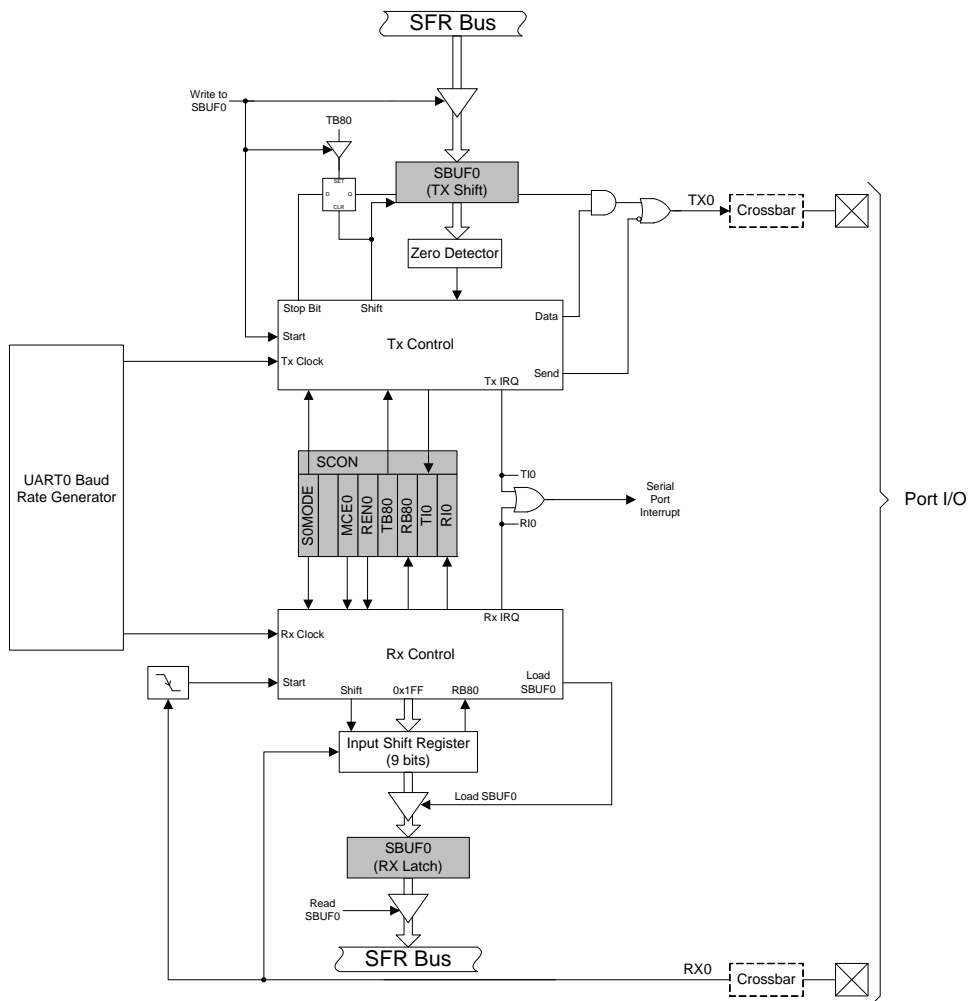 SFR Bus
Write to
SBUF0
TB80
SET
D
Q
CLR
SBUF0
(TX Shift)
TX0
Crossbar
Zero Detector
Stop Bit
Shift
Data
Start
Tx Control
Tx Clock
Send
Tx IRQ
UART0 Baud
Rate Generator
SCON
S0MODE
MCE0
REN0
TB80
RB80
TI0
RI0
TI0
RI0
Serial
Port
Interrupt
Port I/O
Rx IRQ
Rx Clock
Rx Control
Start
Load
SBUF0
Shift
0x1FF
RB80
Input Shift Register
(9 bits)
Load SBUF0
SBUF0
(RX Latch)
Read
SBUF0
SFR Bus
RX0
Crossbar